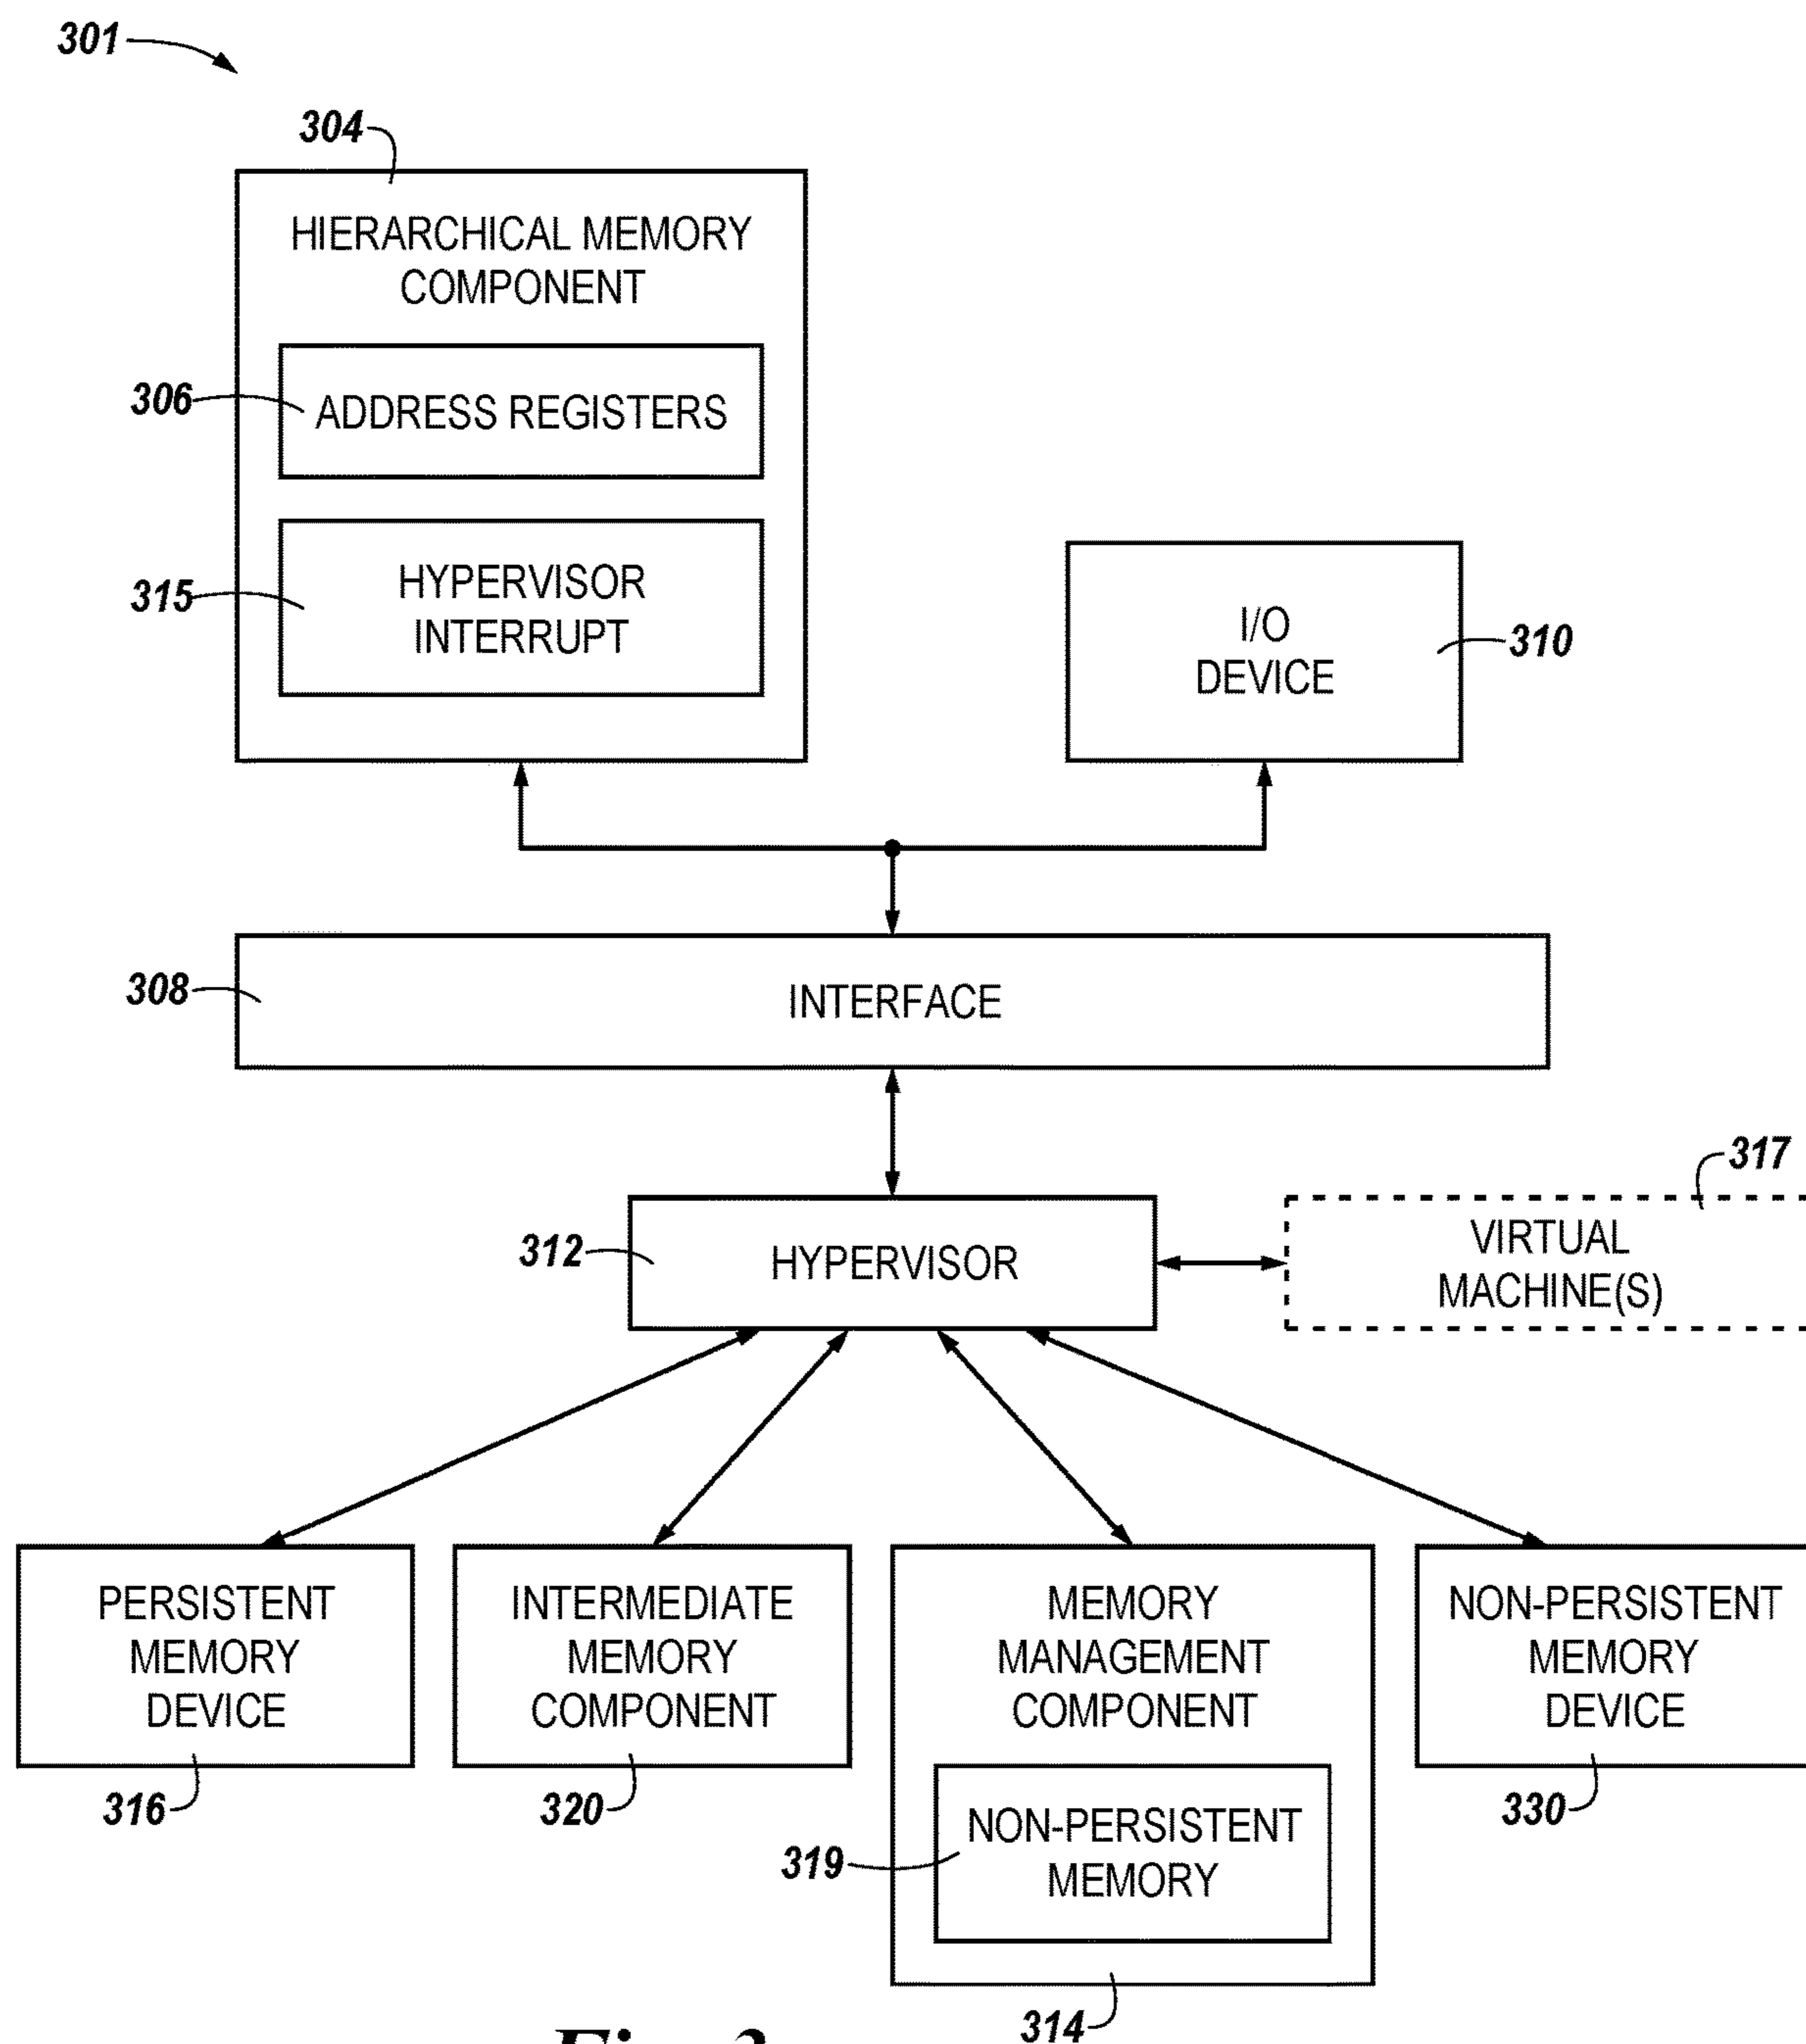 301
304
HIERARCHICAL MEMORY
COMPONENT
306
ADDRESS REGISTERS
315
HYPERVISOR
INTERRUPT
I/O
DEVICE
310
308
INTERFACE
317
312
HYPERVISOR
VIRTUAL
MACHINE(S)
PERSISTENT
MEMORY
DEVICE
316
INTERMEDIATE
MEMORY
COMPONENT
320
MEMORY
MANAGEMENT
COMPONENT
319
NON-PERSISTENT
MEMORY
314
NON-PERSISTENT
MEMORY
DEVICE
330